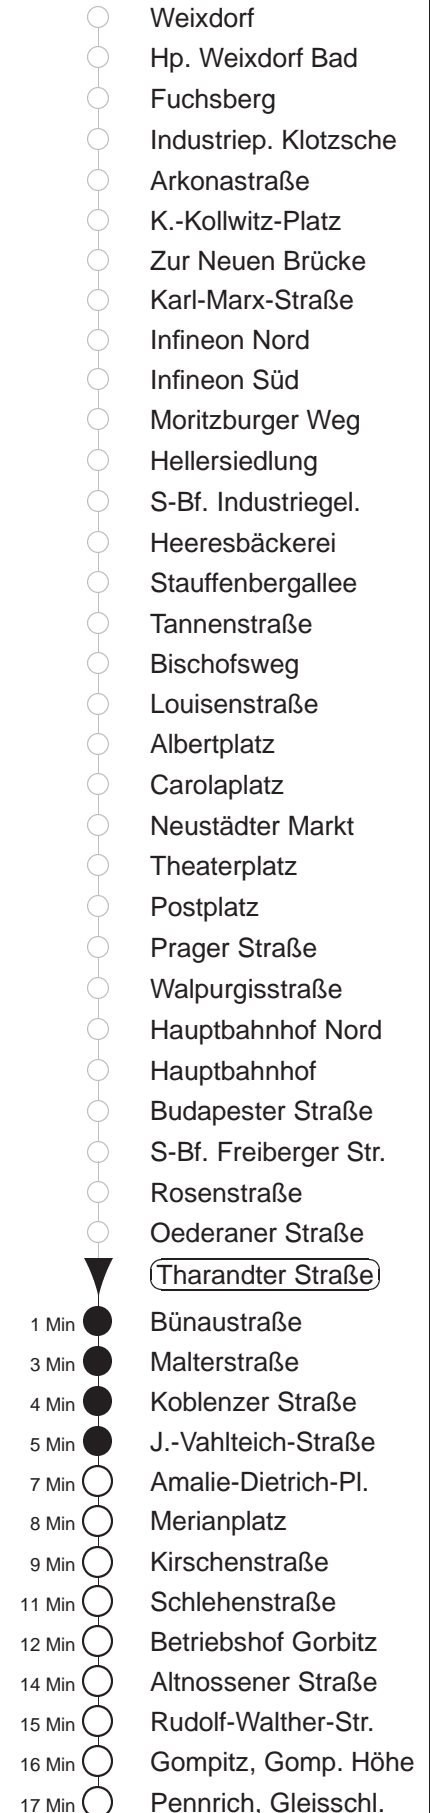 Weixdorf
Hp. Weixdorf Bad
Fuchsberg
Industriep. Klotzsche
Arkonastraße
K.-Kollwitz-Platz
Zur Neuen Brücke
Karl-Marx-Straße
Infineon Nord
Infineon Süd
Moritzburger Weg
Hellersiedlung
S-Bf. Industriegel.
Heeresbäckerei
Stauffenbergallee
Tannenstraße
Bischofsweg
Louisenstraße
Albertplatz
Carolaplatz
Neustädter Markt
Theaterplatz
Postplatz
Prager Straße
Walpurgisstraße
Hauptbahnhof Nord
Hauptbahnhof
Budapester Straße
S-Bf. Freiberger Str.
Rosenstraße
Oederaner Straße
Tharandter Straße
1 Min Bünaustraße
3 Min Malterstraße
4 Min Koblenzer Straße
5 Min J.-Vahlteich-Straße
7 Min Amalie-Dietrich-Pl.
8 Min Merianplatz
9 Min Kirschenstraße
11 Min Schlehenstraße
12 Min Betriebshof Gorbitz
14 Min Altnossener Straße
15 Min Rudolf-Walther-Str.
16 Min Gompitz, Gomp. Höhe
17 Min Pennrich, Gleisschl.